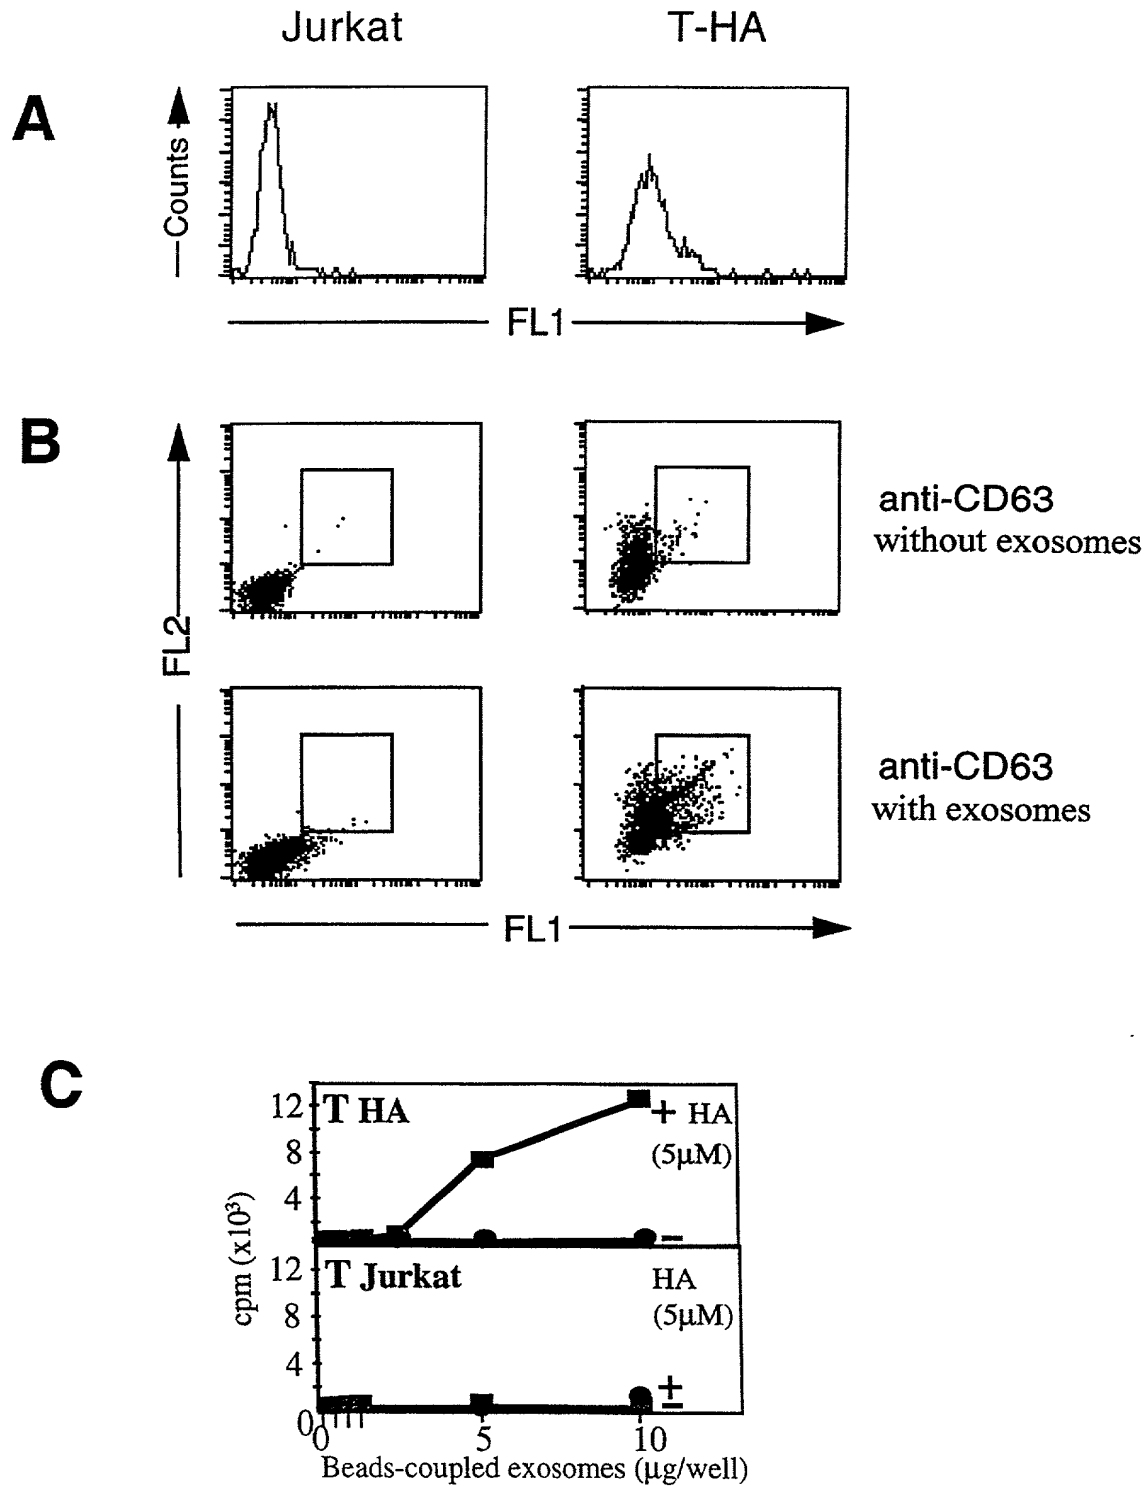 Jurkat T-HA
A
Counts
FL1
B
FL2
anti-CD63
without exosomes
anti-CD63
with exosomes
FL1
C
T HA
+ HA
(5µM)
−
12
8
4
cpm (x10³)
T Jurkat
HA
(5µM)
±
12
8
4
0
0 5 10
Beads-coupled exosomes (µg/well)